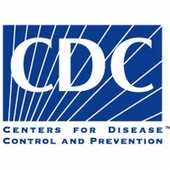 CDC
CENTERS FOR DISEASE™
CONTROL AND PREVENTION